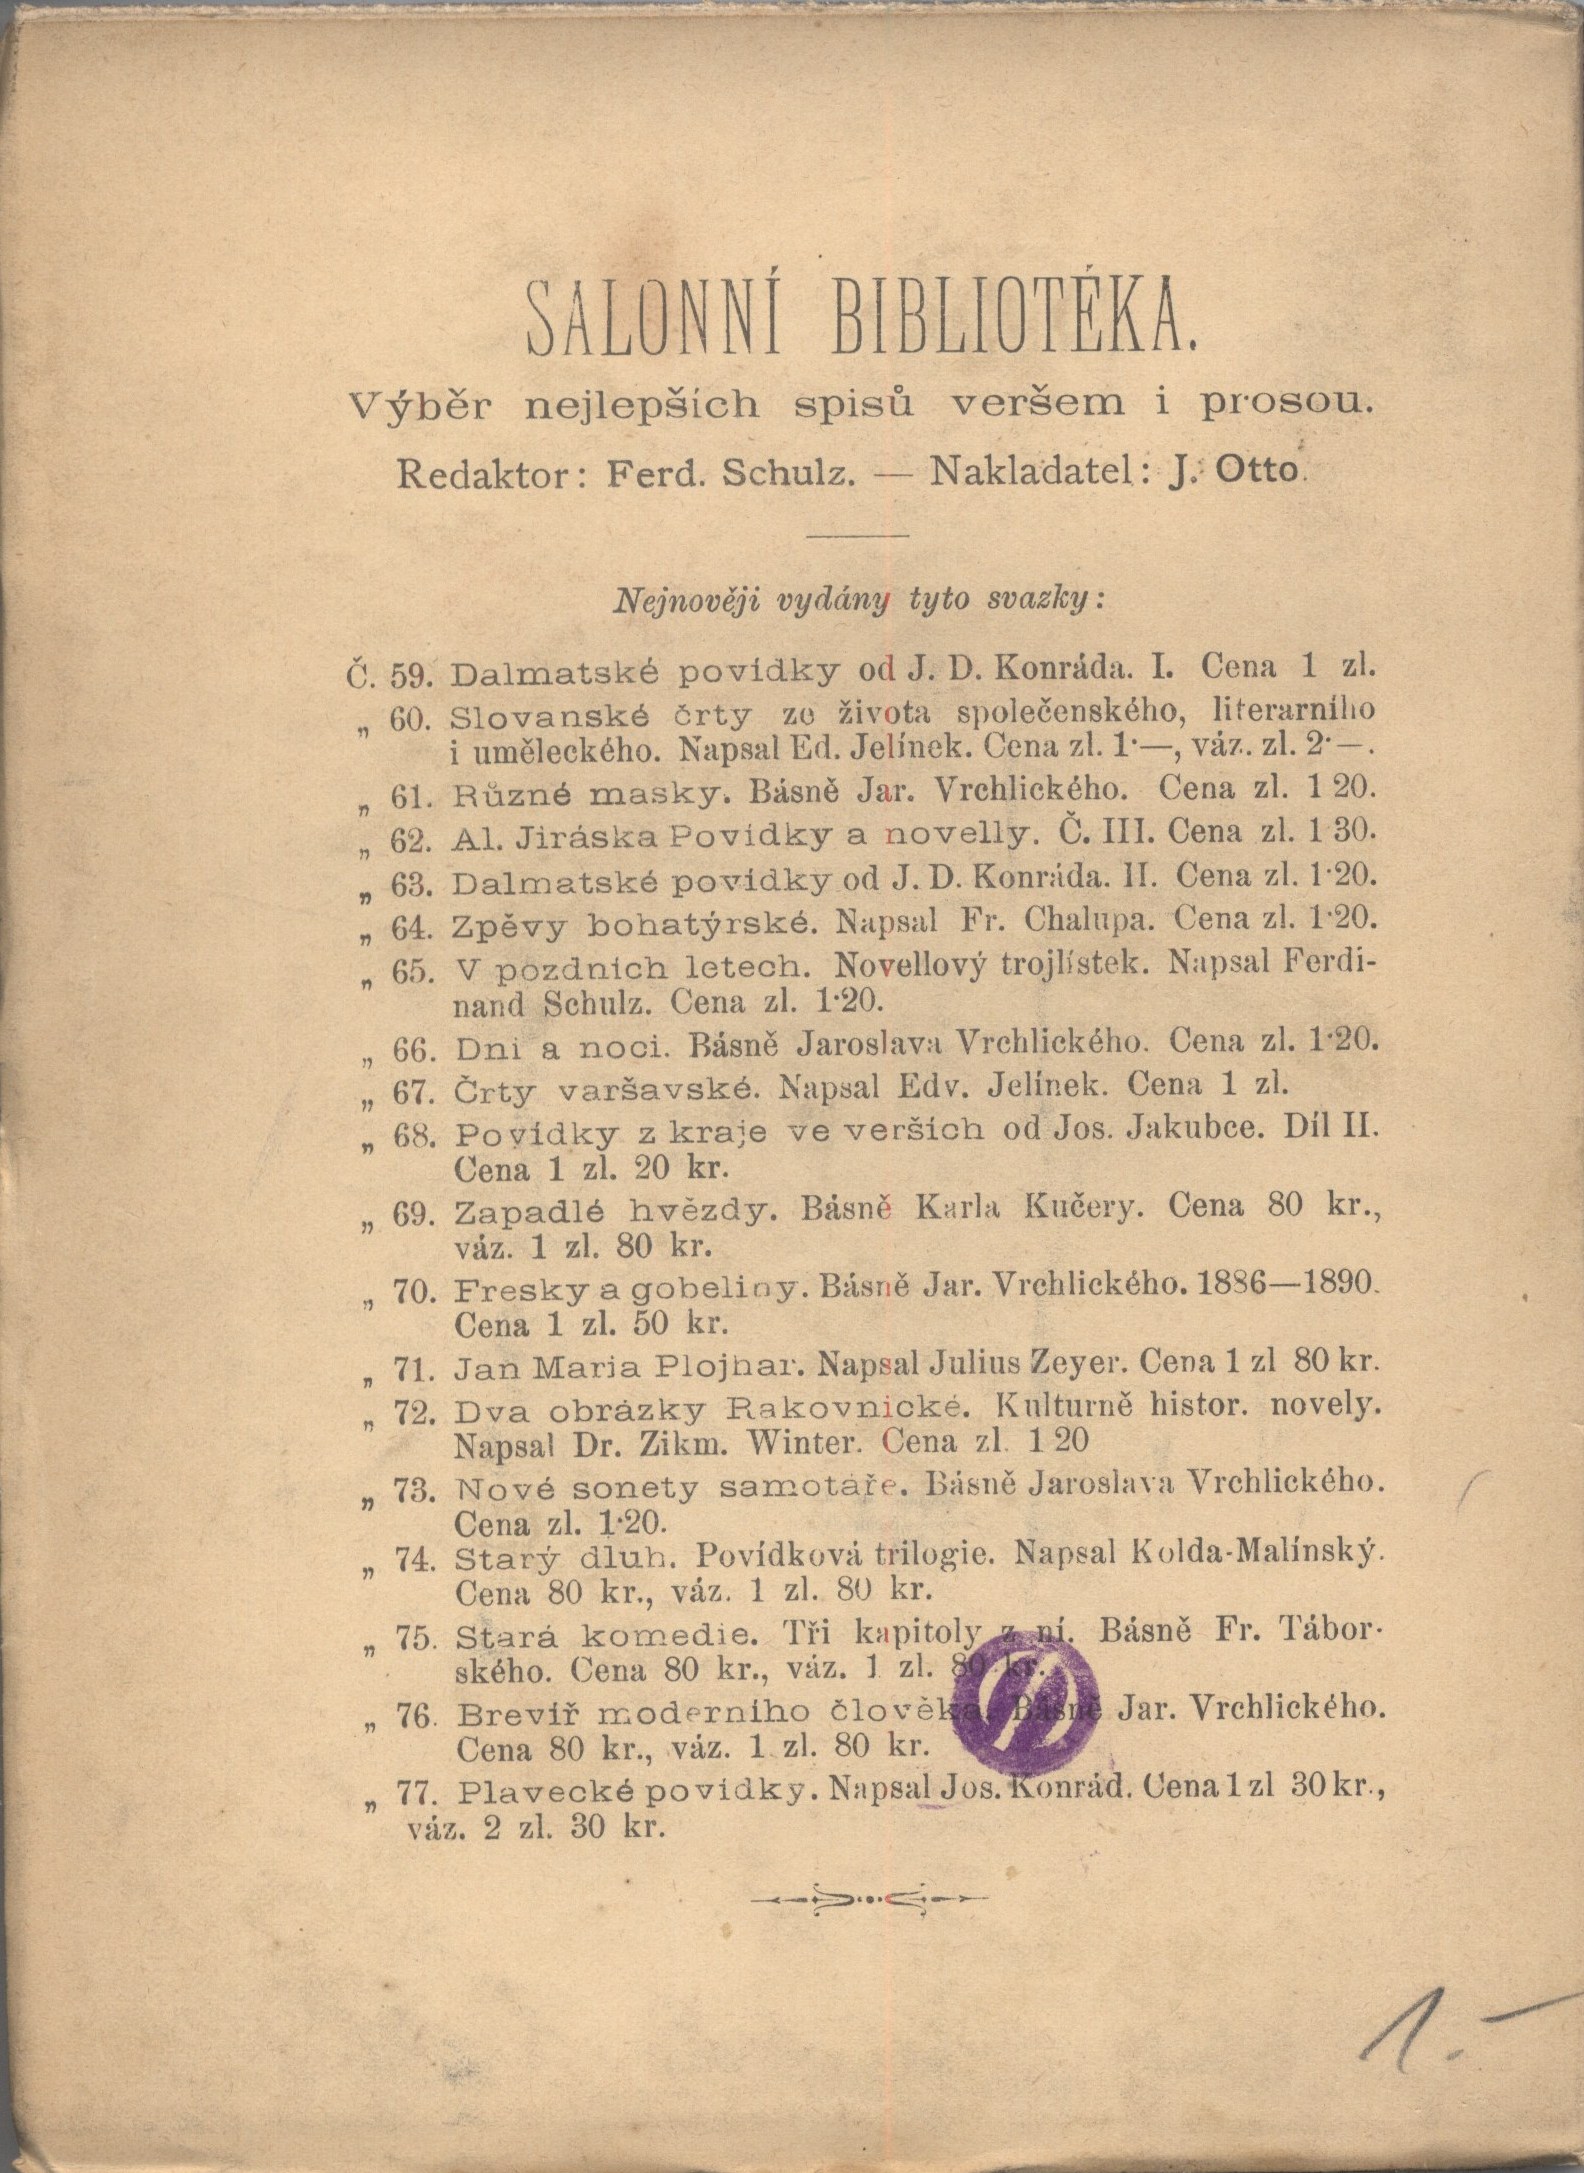 SALONNÍ BIBLIOTÉKA.
Výběr nejlepších spisů veršem i prosou.
Redaktor: Ferd. Schulz. — Nakladatel: J. Otto.
Nejnověji vydány tyto svazky:
Č. 59. Dalmatské povídky od J. D. Konráda. I. Cena 1 zl.
„ 60. Slovanské črty ze života společenského, literarního
i uměleckého. Napsal Ed. Jelínek. Cena zl. 1·—, váz. zl. 2·—.
„ 61. Různé masky. Básně Jar. Vrchlického. Cena zl. 1 20.
„ 62. Al. Jiráska Povídky a novelly. Č. III. Cena zl. 1 30.
„ 63. Dalmatské povídky od J. D. Konráda. II. Cena zl. 1·20.
„ 64. Zpěvy bohatýrské. Napsal Fr. Chalupa. Cena zl. 1·20.
„ 65. V pozdních letech. Novellový trojlístek. Napsal Ferdi-
nand Schulz. Cena zl. 1·20.
„ 66. Dni a noci. Básně Jaroslava Vrchlického. Cena zl. 1·20.
„ 67. Črty varšavské. Napsal Edv. Jelínek. Cena 1 zl.
„ 68. Povídky z kraje ve verších od Jos. Jakubce. Díl II.
Cena 1 zl. 20 kr.
„ 69. Zapadlé hvězdy. Básně Karla Kučery. Cena 80 kr.,
váz. 1 zl. 80 kr.
„ 70. Fresky a gobeliny. Básně Jar. Vrchlického. 1886—1890.
Cena 1 zl. 50 kr.
„ 71. Jan Maria Plojhar. Napsal Julius Zeyer. Cena 1 zl 80 kr.
„ 72. Dva obrázky Rakovnické. Kulturně histor. novely.
Napsal Dr. Zikm. Winter. Cena zl. 1 20
„ 73. Nové sonety samotáře. Básně Jaroslava Vrchlického.
Cena zl. 1·20.
„ 74. Starý dluh. Povídková trilogie. Napsal Kolda-Malínský.
Cena 80 kr., váz. 1 zl. 80 kr.
„ 75. Stará komedie. Tři kapitoly z ní. Básně Fr. Tábor-
ského. Cena 80 kr., váz. 1 zl. 80 kr.
„ 76. Brevíř moderního člověka. Básně Jar. Vrchlického.
Cena 80 kr., váz. 1 zl. 80 kr.
„ 77. Plavecké povídky. Napsal Jos. Konrád. Cena 1 zl 30 kr.,
váz. 2 zl. 30 kr.
1.—